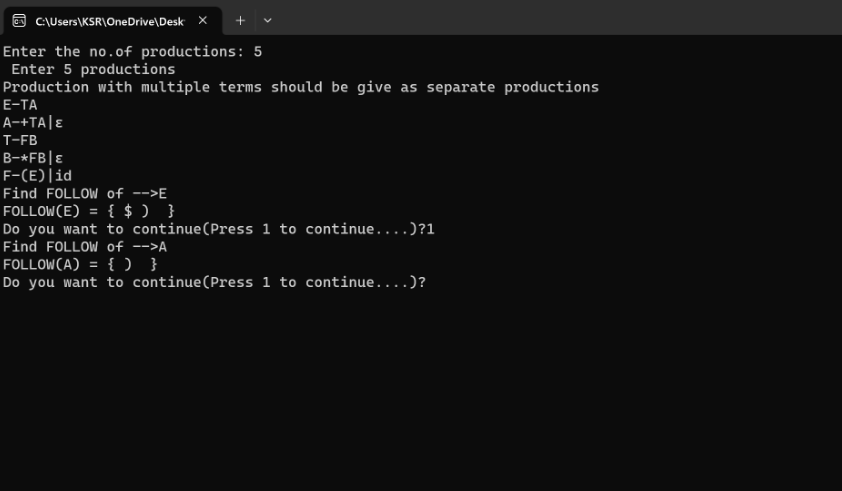 C:\Users\KSR\OneDrive\Desk
Enter the no.of productions: 5
Enter 5 productions
Production with multiple terms should be give as separate productions
E-TA
A-+TA|ε
T-FB
B-*FB|ε
F-(E)|id
Find FOLLOW of -->E
FOLLOW(E) = { $ )  }
Do you want to continue(Press 1 to continue....)?1
Find FOLLOW of -->A
FOLLOW(A) = { )  }
Do you want to continue(Press 1 to continue....)?